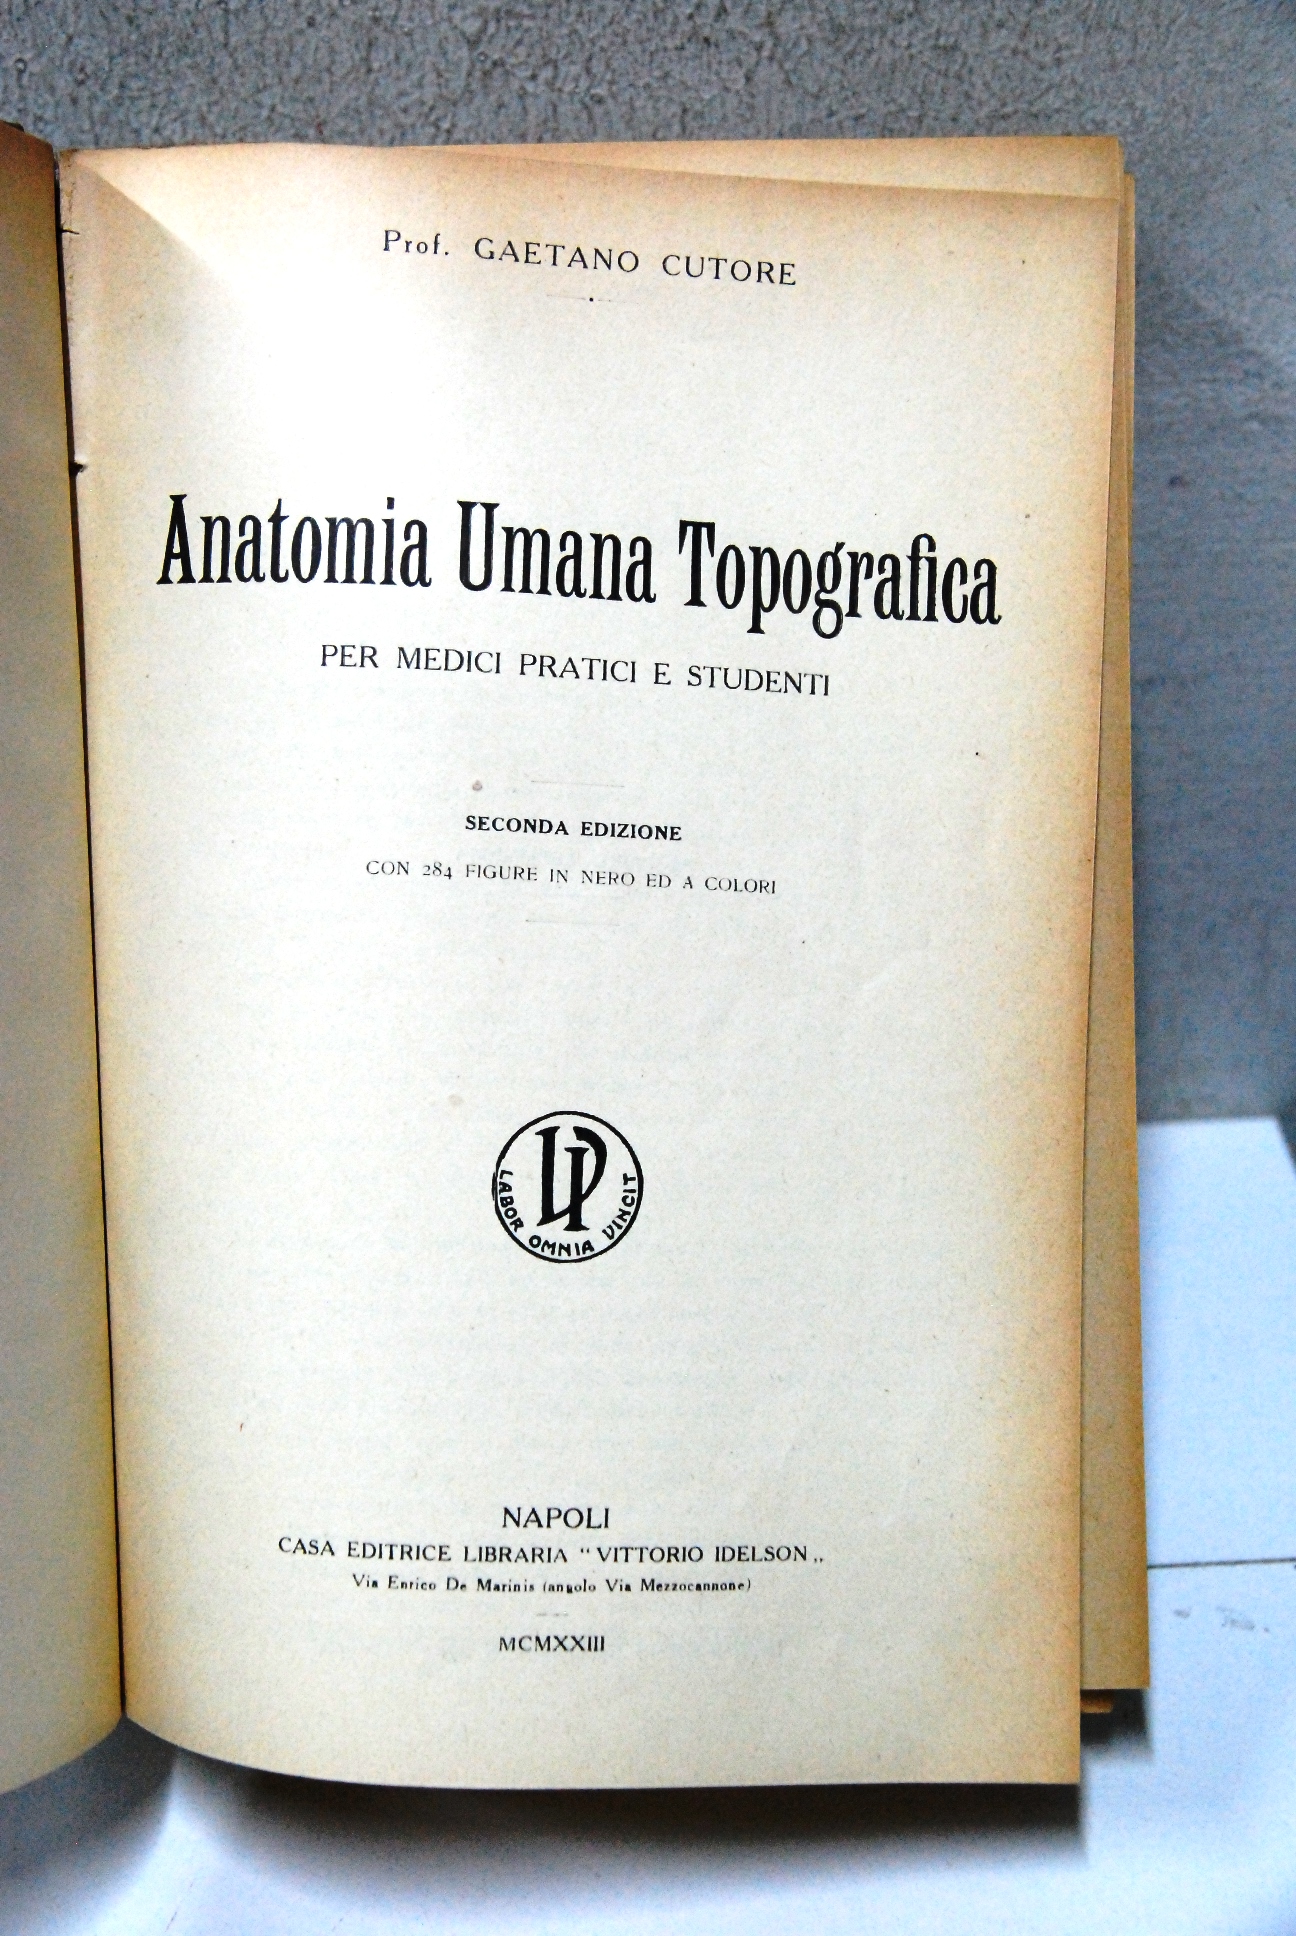 Prof. GAETANO CUTORE
Anatomia Umana Topografica
PER MEDICI PRATICI E STUDENTI
SECONDA EDIZIONE
CON 284 FIGURE IN NERO ED A COLORI
LABOR OMNIA VINCIT
NAPOLI
CASA EDITRICE LIBRARIA "VITTORIO IDELSON„
Via Enrico De Marinis (angolo Via Mezzocannone)
MCMXXIII